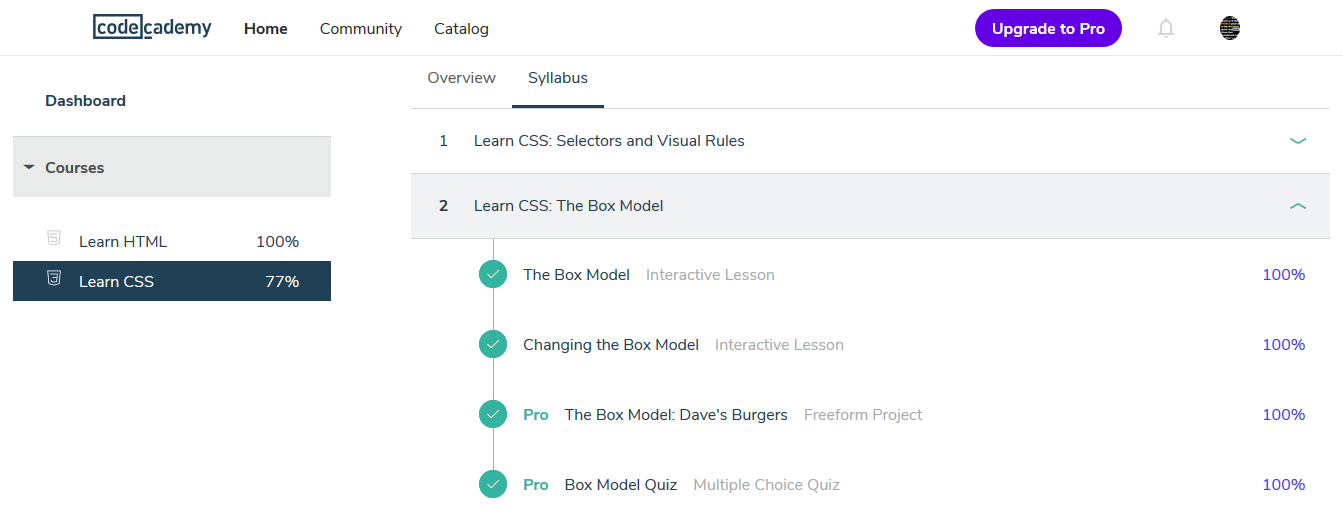 codecademy Home Community Catalog Upgrade to Pro
Overview Syllabus
Dashboard
1 Learn CSS: Selectors and Visual Rules
Courses
2 Learn CSS: The Box Model
Learn HTML 100%
Learn CSS 77%
The Box Model Interactive Lesson 100%
Changing the Box Model Interactive Lesson 100%
Pro The Box Model: Dave's Burgers Freeform Project 100%
Pro Box Model Quiz Multiple Choice Quiz 100%